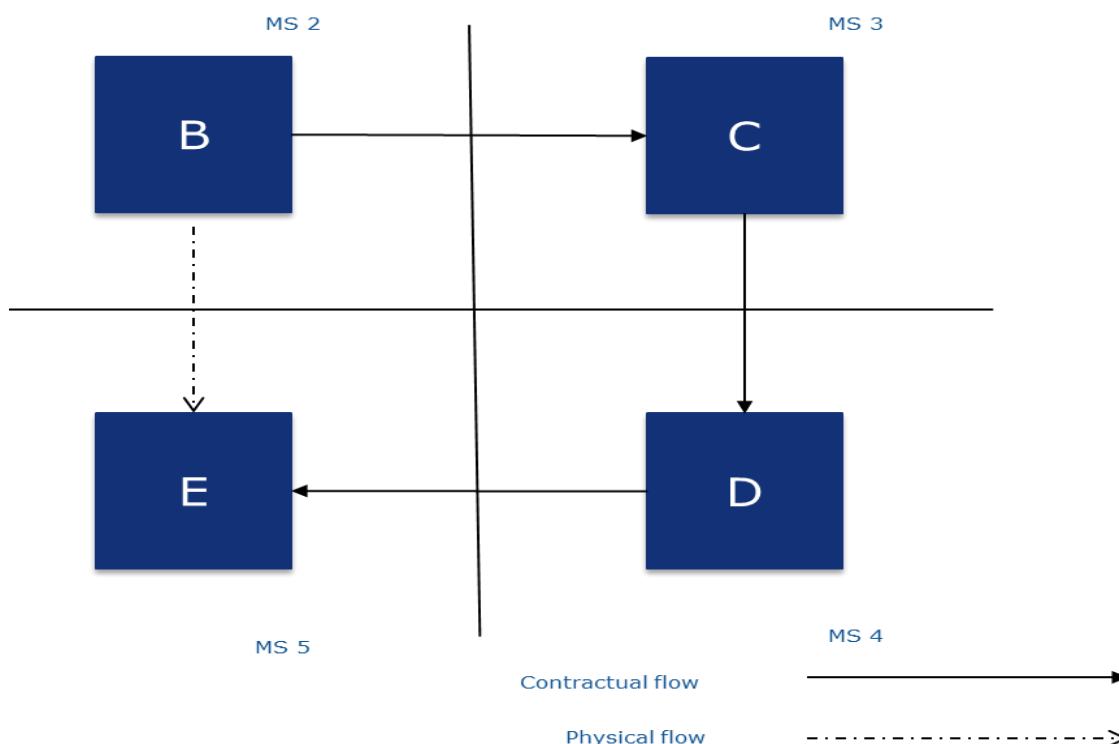 MS 2
MS 3
B
C
E
D
MS 5
MS 4
Contractual flow
Physical flow